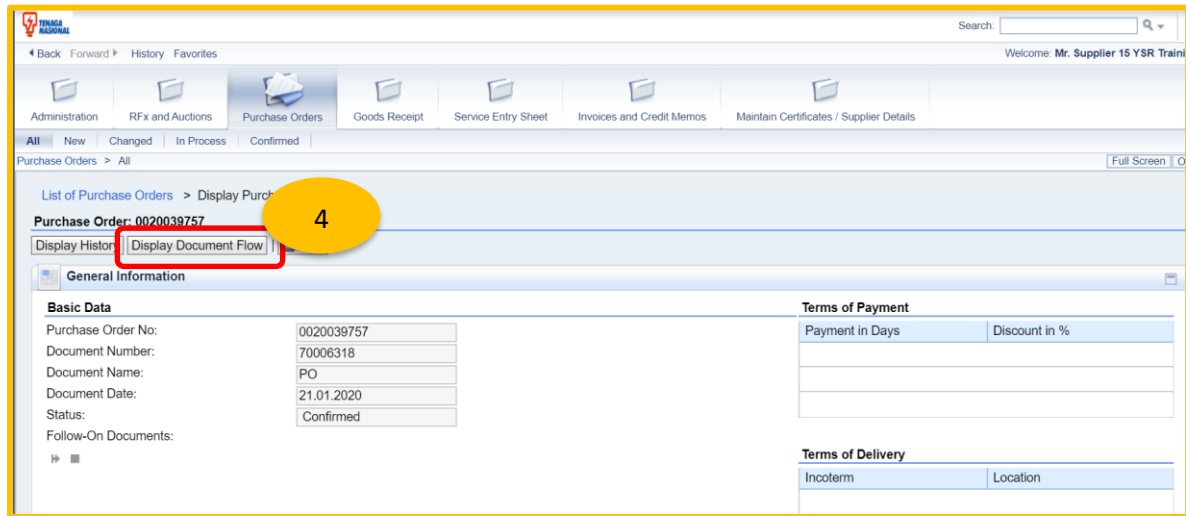 TENAGA
NASIONAL
Search:
Back Forward History Favorites
Welcome: Mr. Supplier 15 YSR Traini
Administration RFx and Auctions Purchase Orders Goods Receipt Service Entry Sheet Invoices and Credit Memos Maintain Certificates / Supplier Details
All New Changed In Process Confirmed
Purchase Orders > All
Full Screen O
List of Purchase Orders > Display Purch
4
Purchase Order: 0020039757
Display History Display Document Flow
General Information
Basic Data
Terms of Payment
Purchase Order No: 0020039757
Payment in Days Discount in %
Document Number: 70006318
Document Name: PO
Document Date: 21.01.2020
Status: Confirmed
Follow-On Documents:
Terms of Delivery
Incoterm Location